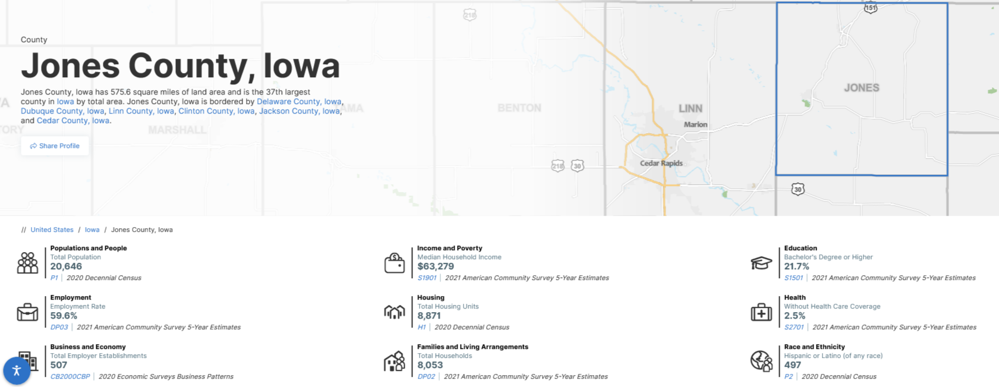 218
151
County
Jones County, Iowa
Jones County, Iowa has 575.6 square miles of land area and is the 37th largest
county in Iowa by total area. Jones County, Iowa is bordered by Delaware County, Iowa,
Dubuque County, Iowa, Linn County, Iowa, Clinton County, Iowa, Jackson County, Iowa,
and Cedar County, Iowa.
Share Profile
TAMA
MARSHALL
BENTON
LINN
Marion
JONES
Cedar Rapids
218
30
30
// United States / Iowa / Jones County, Iowa
Populations and People
Total Population
20,646
P1 | 2020 Decennial Census
Income and Poverty
Median Household Income
$63,279
S1901 | 2021 American Community Survey 5-Year Estimates
Education
Bachelor's Degree or Higher
21.7%
S1501 | 2021 American Community Survey 5-Year Estimates
Employment
Employment Rate
59.6%
DP03 | 2021 American Community Survey 5-Year Estimates
Housing
Total Housing Units
8,871
H1 | 2020 Decennial Census
Health
Without Health Care Coverage
2.5%
S2701 | 2021 American Community Survey 5-Year Estimates
Business and Economy
Total Employer Establishments
507
CB2000CBP | 2020 Economic Surveys Business Patterns
Families and Living Arrangements
Total Households
8,053
DP02 | 2021 American Community Survey 5-Year Estimates
Race and Ethnicity
Hispanic or Latino (of any race)
497
P2 | 2020 Decennial Census